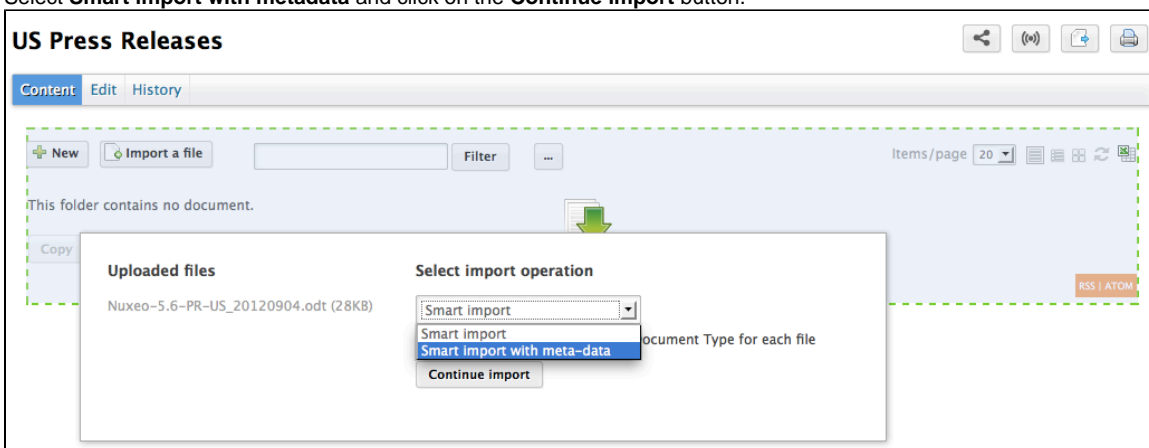 Select Smart import with metadata and click on the Continue import button.
US Press Releases
Content Edit History
New Import a file Filter ... Items/page 20
This folder contains no document.
Copy
Uploaded files Select import operation
Nuxeo-5.6-PR-US_20120904.odt (28KB) Smart import
Smart import
Smart import with meta-data
ocument Type for each file
Continue import
RSS | ATOM